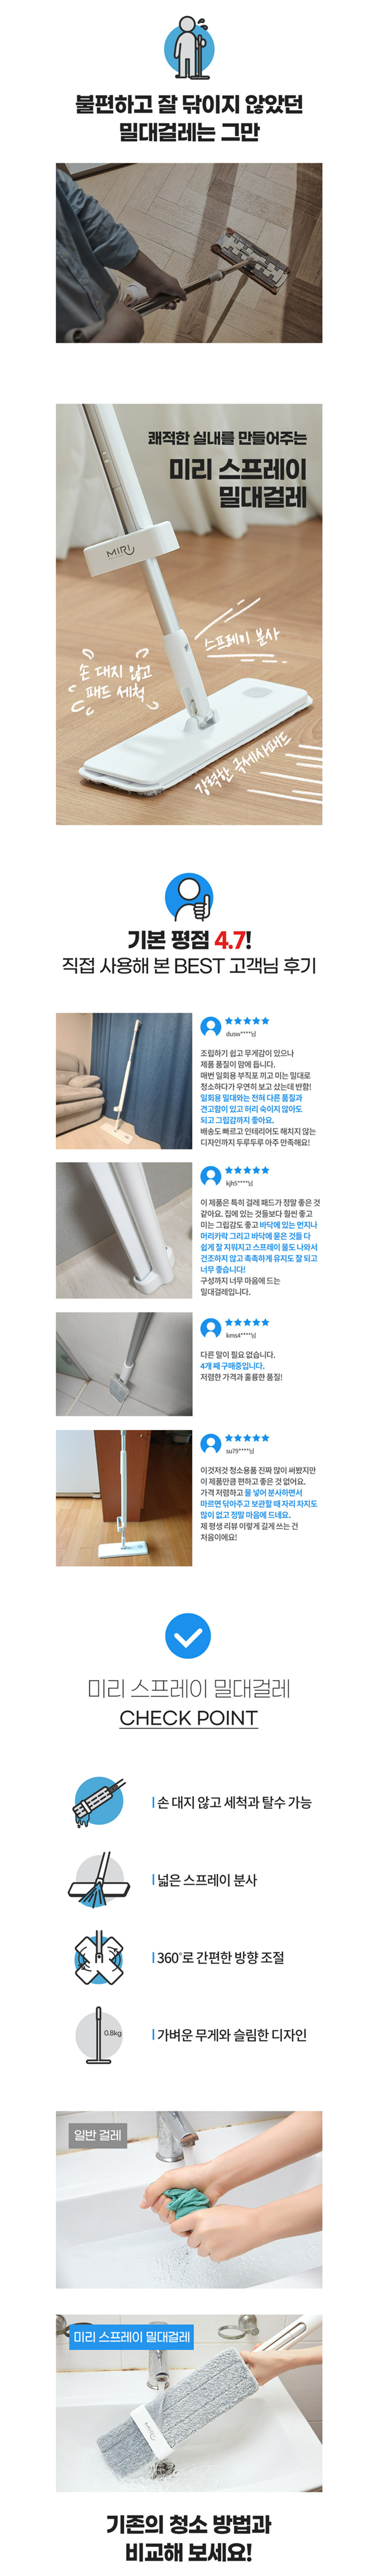 불편하고 잘 닦이지 않았던
밀대걸레는 그만
쾌적한 실내를 만들어주는
미리 스프레이
밀대걸레
MIRI
스프레이 분사
손 대지 않고
패드 세척
강력한 극세사패드
기본 평점 4.7!
직접 사용해 본 BEST 고객님 후기
★★★★★
dusw****님
조립하기 쉽고 무게감이 있으나
제품 품질이 맘에 듭니다.
매번 일회용 부직포 끼고 미는 밀대로
청소하다가 우연히 보고 샀는데 반함!
일회용 밀대와는 전혀 다른 품질과
견고함이 있고 허리 숙이지 않아도
되고 그립감까지 좋아요.
배송도 빠르고 인테리어도 해치지 않는
디자인까지 두루두루 아주 만족해요!
★★★★★
kjh5****님
이 제품은 특히 걸레 패드가 정말 좋은 것
같아요. 집에 있는 것들보다 훨씬 좋고
미는 그립감도 좋고 바닥에 있는 먼지나
머리카락 그리고 바닥에 묻은 것들 다
쉽게 잘 지워지고 스프레이 물도 나와서
건조하지 않고 촉촉하게 유지도 잘 되고
너무 좋습니다!
구성까지 너무 마음에 드는
밀대걸레입니다.
★★★★★
kms4****님
다른 말이 필요 없습니다.
4개 째 구매중입니다.
저렴한 가격과 훌륭한 품질!
★★★★★
su79****님
이것저것 청소용품 진짜 많이 써봤지만
이 제품만큼 편하고 좋은 것 없어요.
가격 저렴하고 물 넣어 분사하면서
마르면 닦아주고 보관할 때 자리 차지도
많이 없고 정말 마음에 드네요.
제 평생 리뷰 이렇게 길게 쓰는 건
처음이에요!
미리 스프레이 밀대걸레
CHECK POINT
손 대지 않고 세척과 탈수 가능
넓은 스프레이 분사
360°로 간편한 방향 조절
0.8kg
가벼운 무게와 슬림한 디자인
일반 걸레
미리 스프레이 밀대걸레
MIRI
기존의 청소 방법과
비교해 보세요!